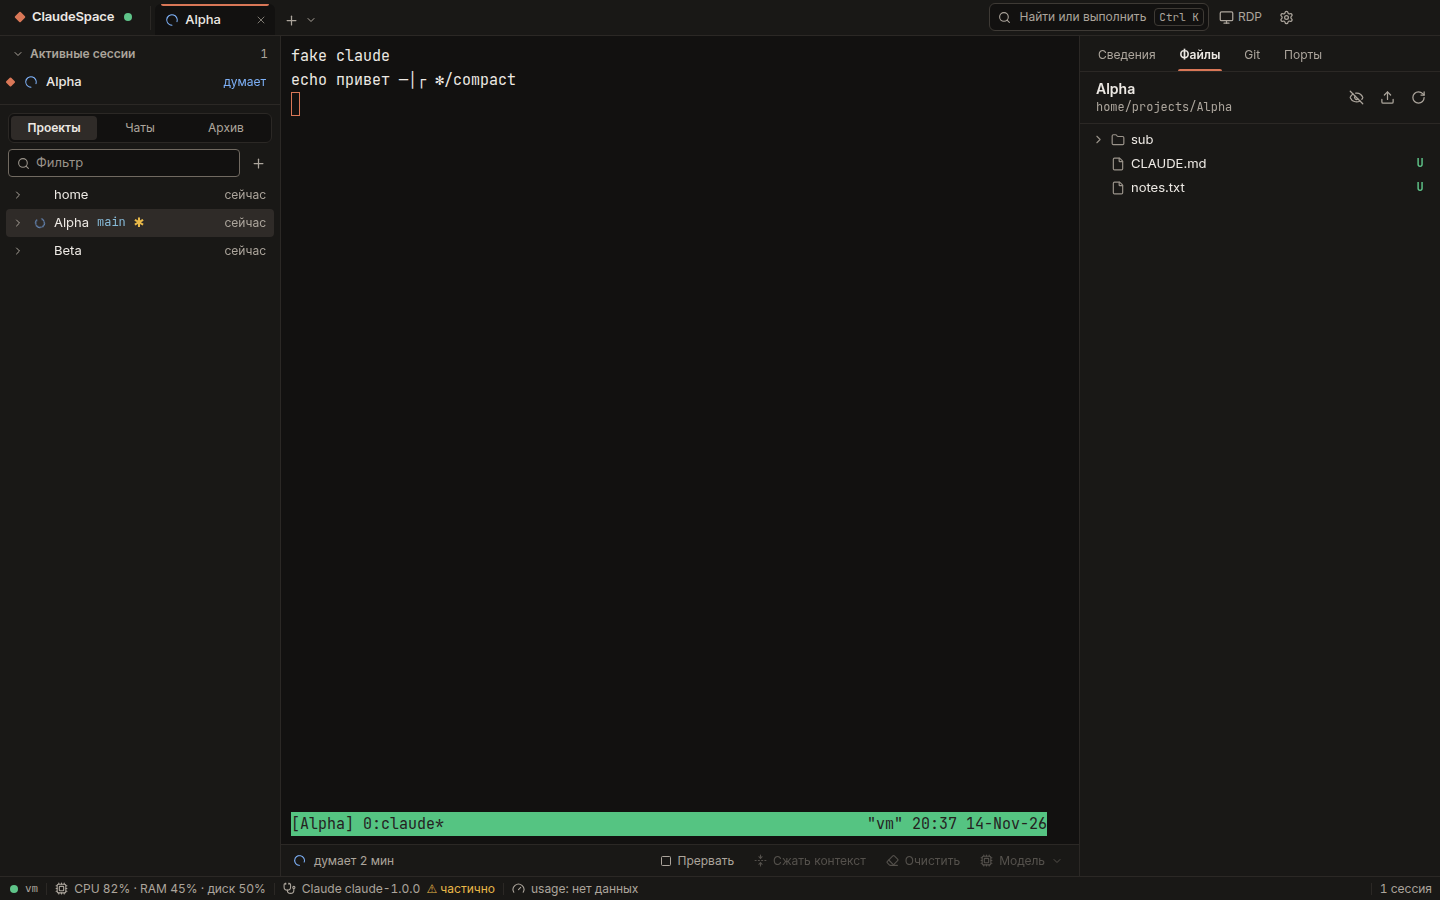 ClaudeSpace
Alpha
Найти или выполнить Ctrl K
RDP
Активные сессии 1
Alpha думает
Проекты Чаты Архив
Фильтр
home сейчас
Alpha main ✱ сейчас
Beta сейчас
fake claude
echo привет —│┌ ✻/compact
[Alpha] 0:claude* "vm" 20:37 14-Nov-26
думает 2 мин
Прервать Сжать контекст Очистить Модель
Сведения Файлы Git Порты
Alpha
home/projects/Alpha
sub
CLAUDE.md U
notes.txt U
vm CPU 82% · RAM 45% · диск 50% Claude claude-1.0.0 ⚠ частично usage: нет данных 1 сессия